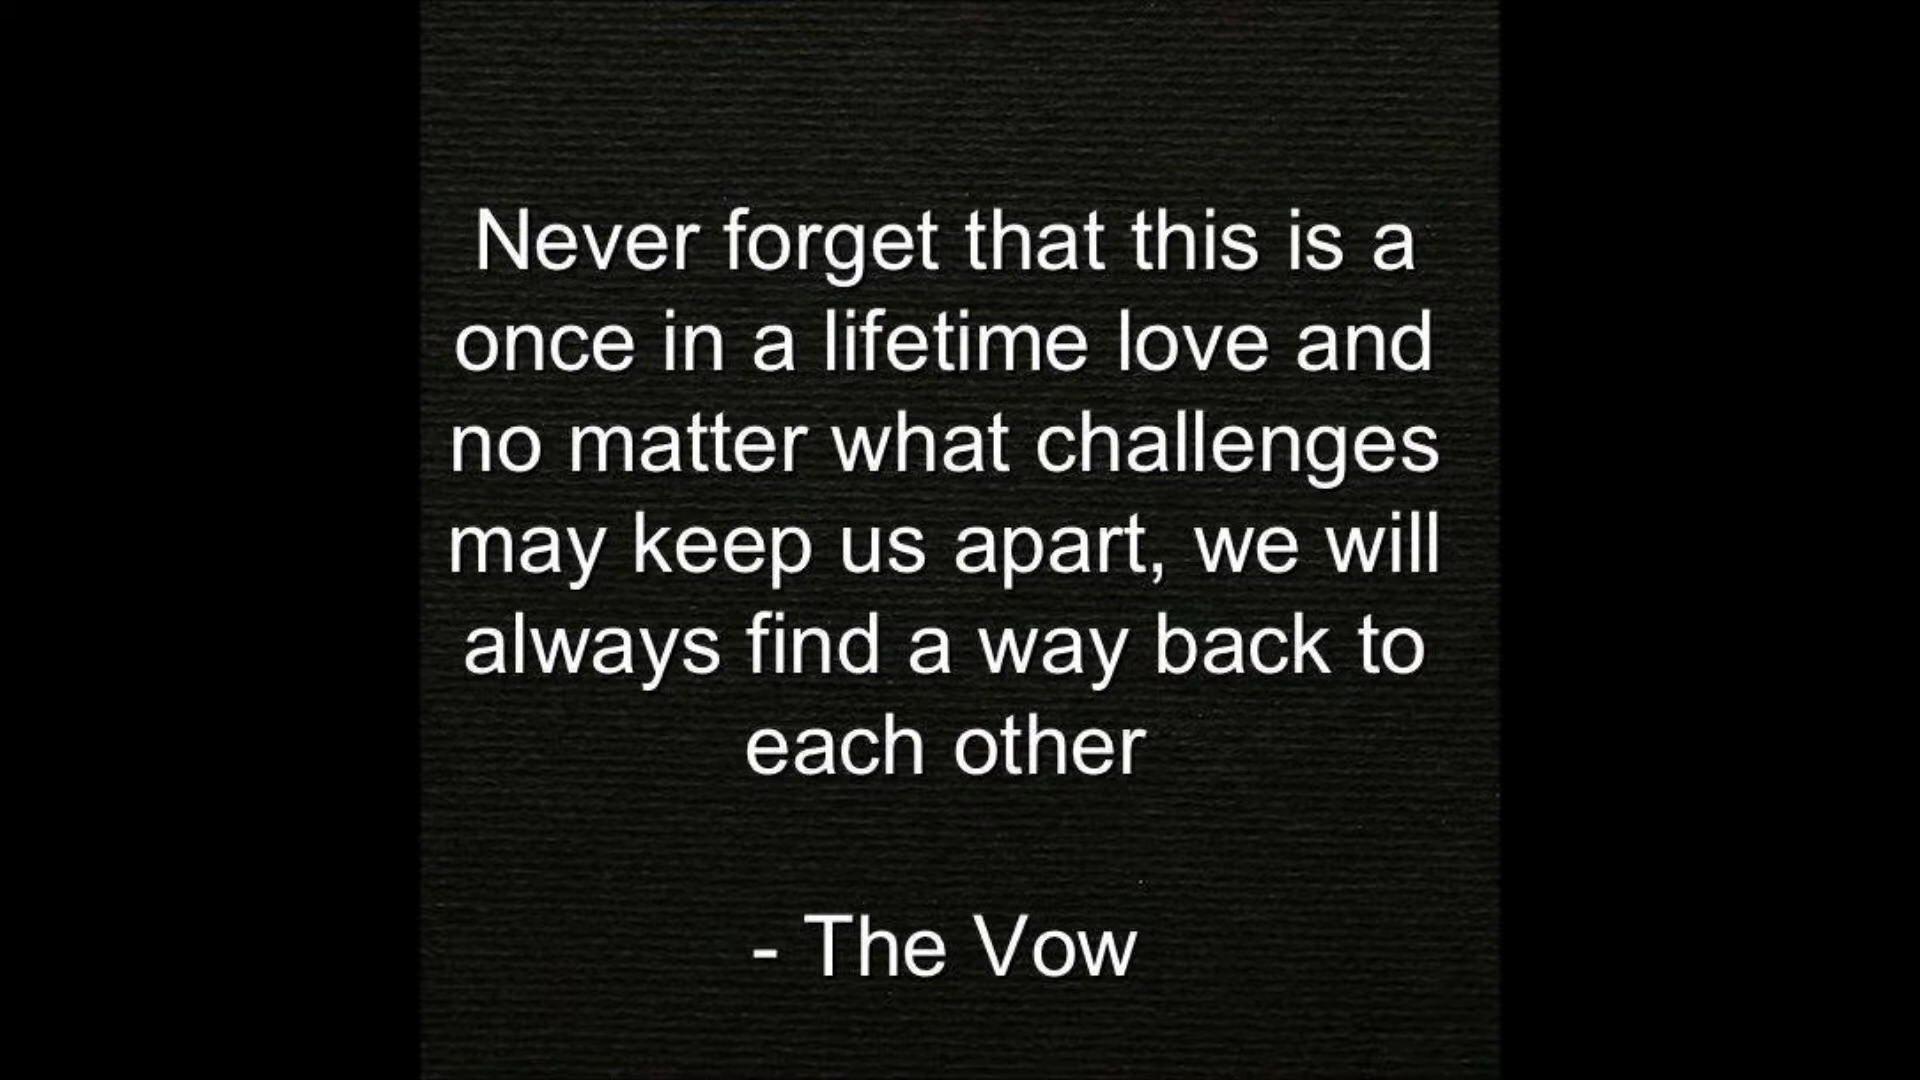 Never forget that this is a
once in a lifetime love and
no matter what challenges
may keep us apart, we will
always find a way back to
each other
- The Vow